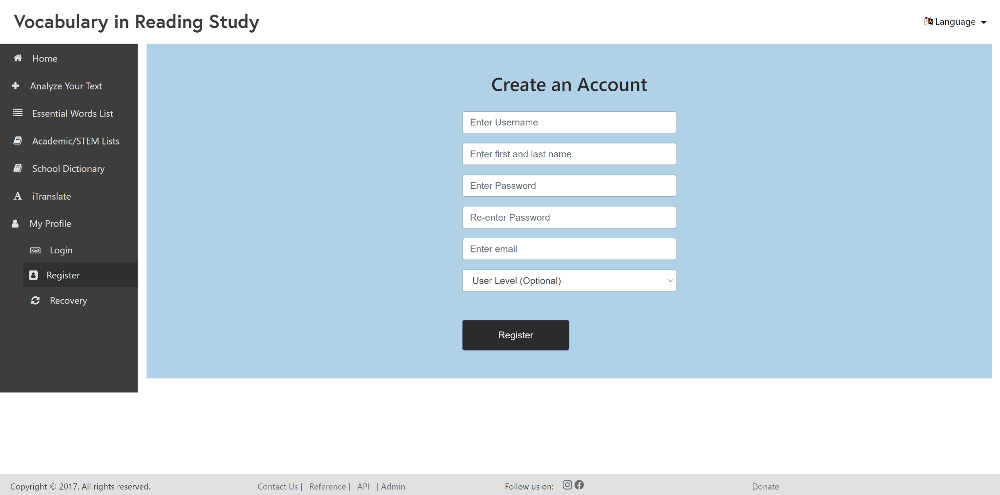 Vocabulary in Reading Study
Language
Home
Analyze Your Text
Essential Words List
Academic/STEM Lists
School Dictionary
iTranslate
My Profile
Login
Register
Recovery
Create an Account
Enter Username
Enter first and last name
Enter Password
Re-enter Password
Enter email
User Level (Optional)
Register
Copyright © 2017. All rights reserved.
Contact Us | Reference | API | Admin
Follow us on:
Donate